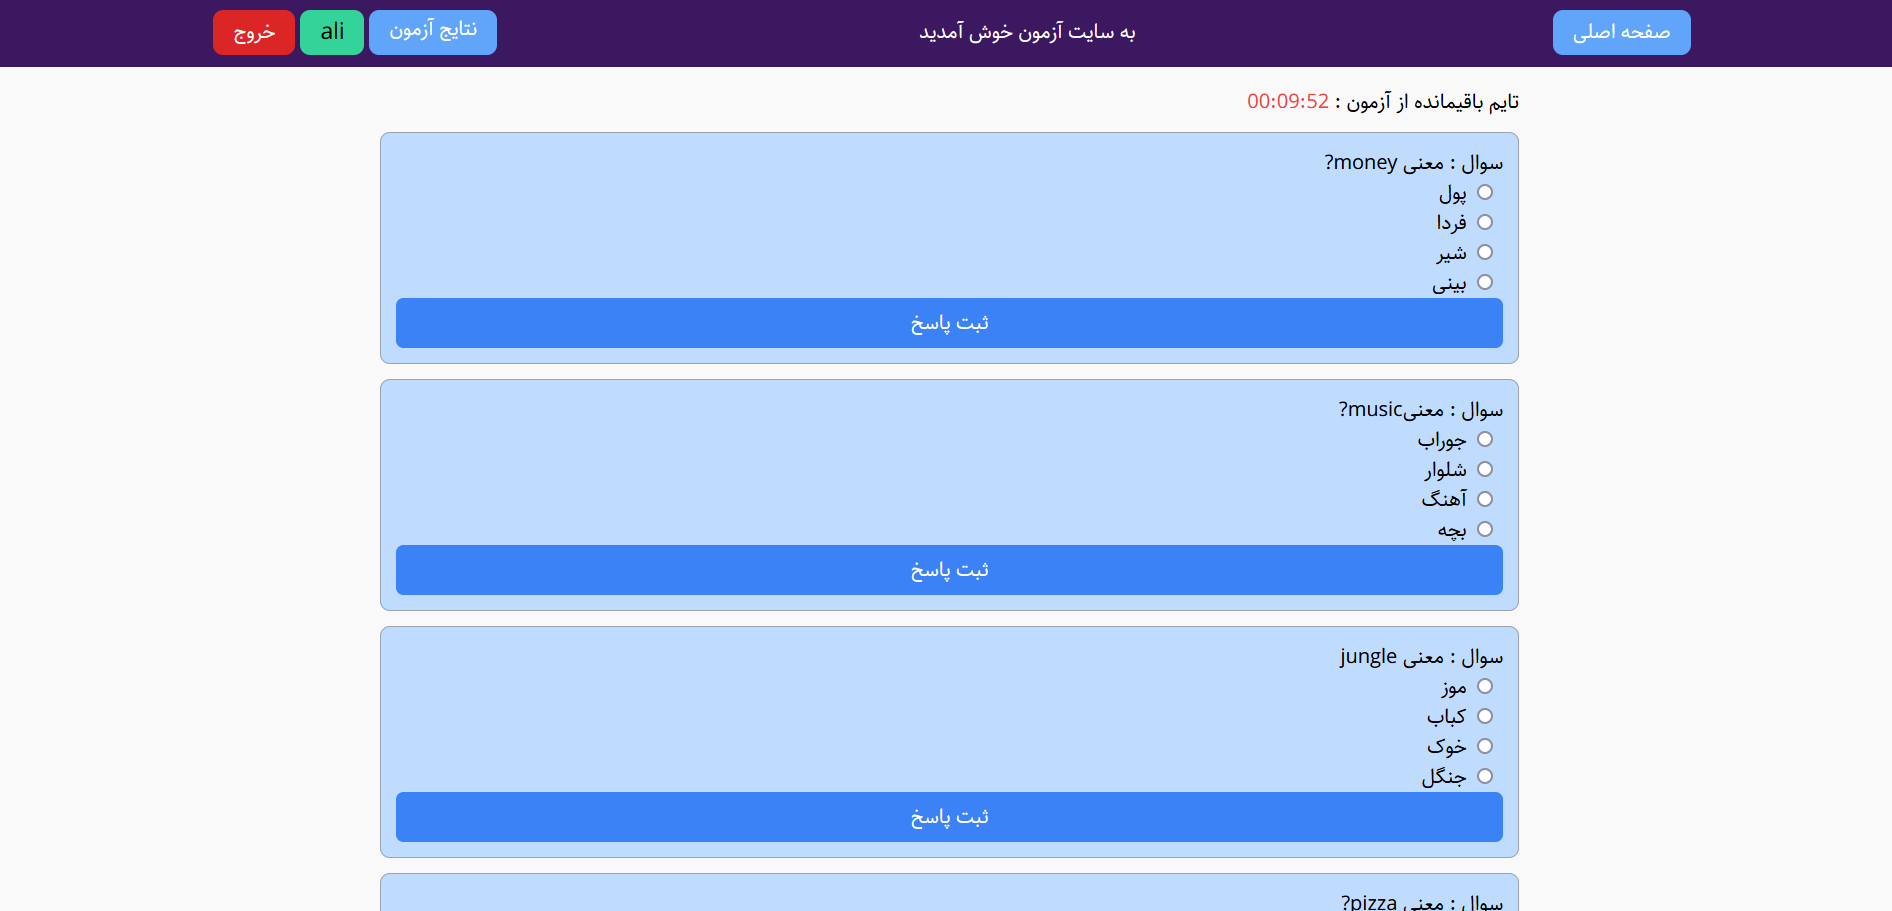 صفحه اصلی
به سایت آزمون خوش آمدید
نتایج آزمون
ali
خروج
تایم باقیمانده از آزمون : 00:09:52
سوال : معنی money?
پول
فردا
شیر
بینی
ثبت پاسخ
سوال : معنیmusic?
جوراب
شلوار
آهنگ
بچه
ثبت پاسخ
سوال : معنی jungle
موز
کباب
خوک
جنگل
ثبت پاسخ
سوال : معنی pizza?